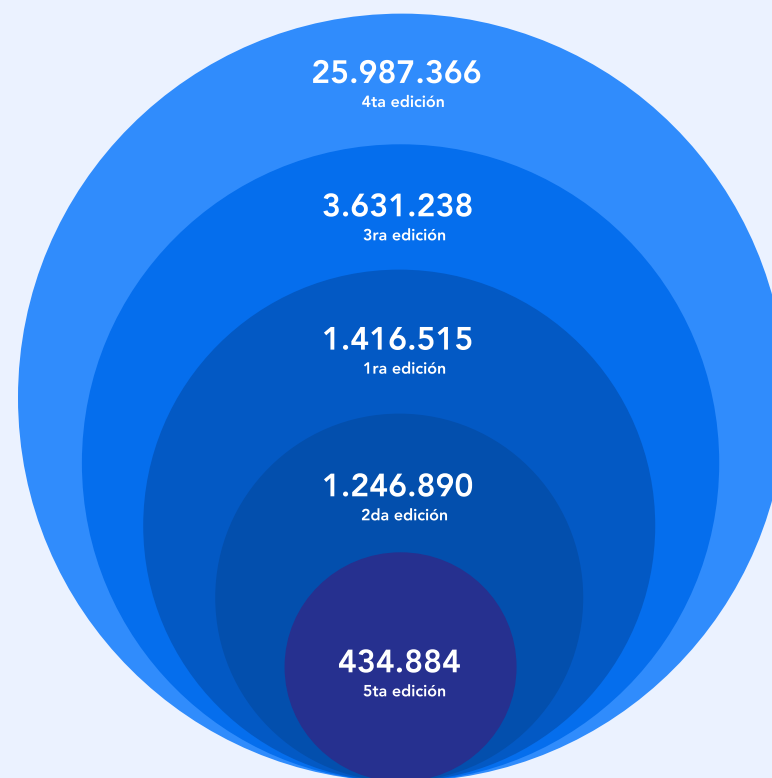 25.987.366
4ta edición
3.631.238
3ra edición
1.416.515
1ra edición
1.246.890
2da edición
434.884
5ta edición